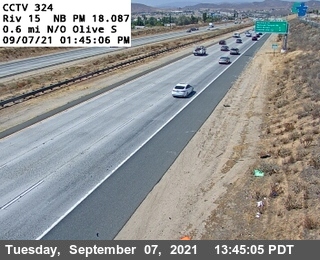 CCTV 324
Riv 15 NB PM 18.087
0.6 mi N/O Olive S
09/07/21 01:45:06 PM
Tuesday, September 07, 2021 13:45:05 PDT